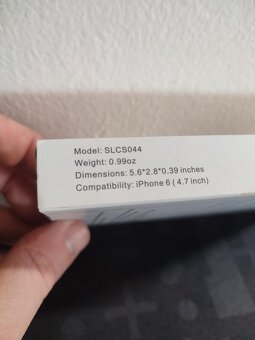 Model: SLCS044
Weight: 0.99oz
Dimensions: 5.6*2.8*0.39 inches
Compatibility: iPhone 6 ( 4.7 inch)